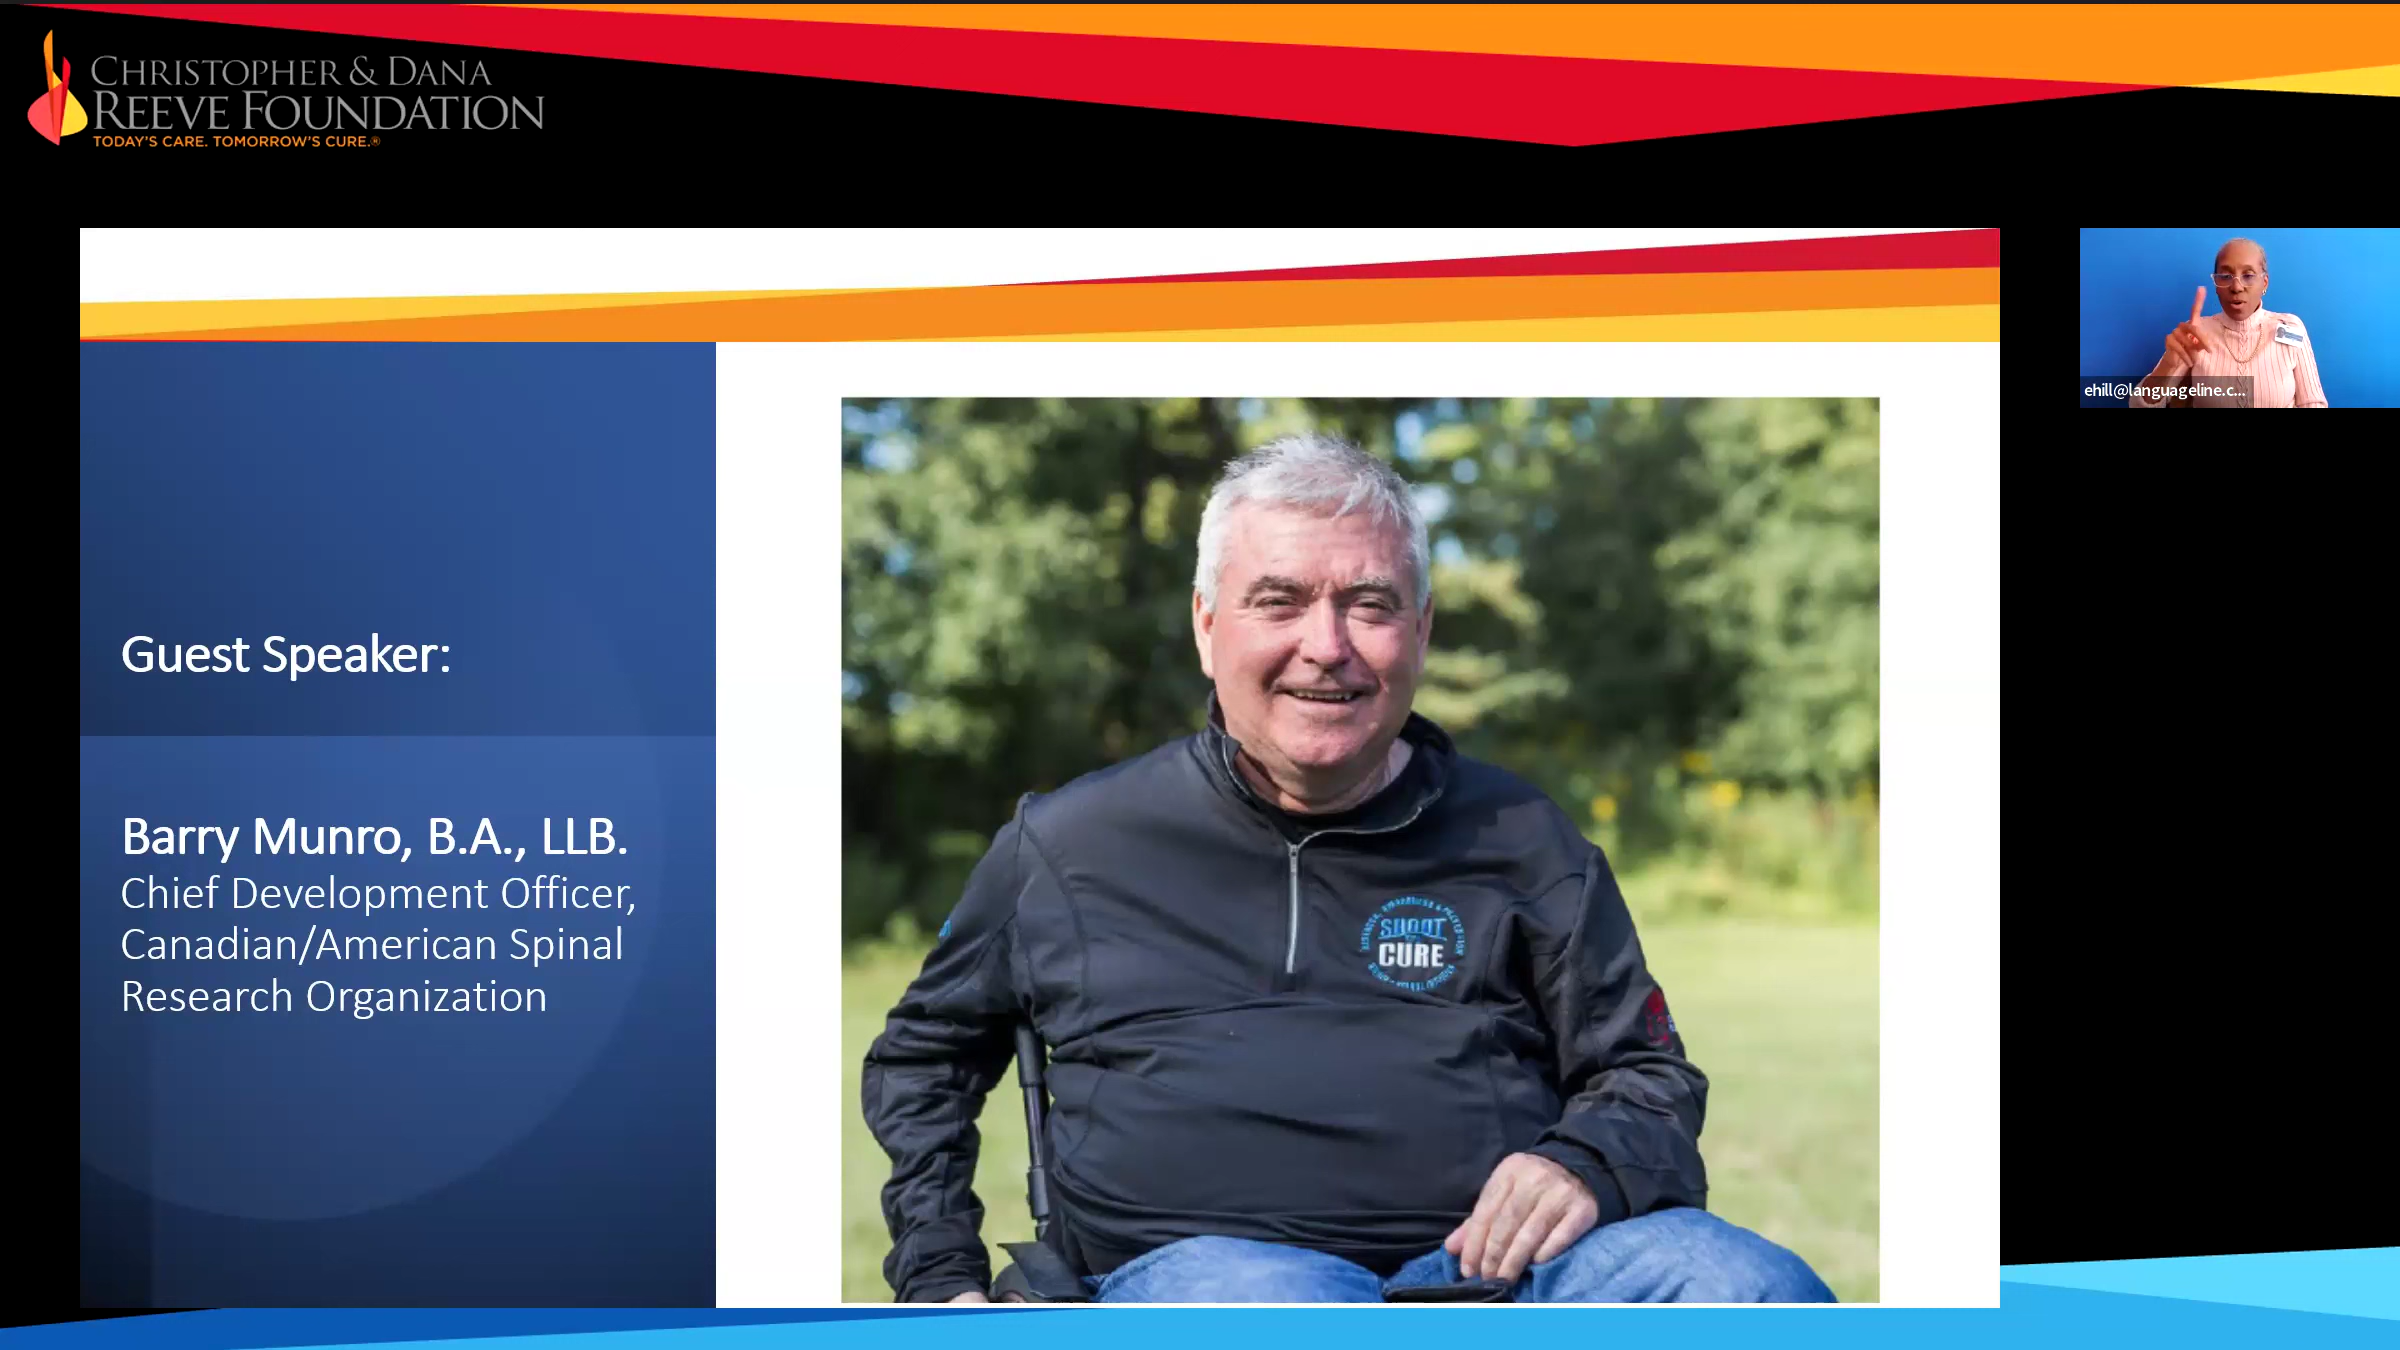 CHRISTOPHER & DANA
REEVE FOUNDATION
TODAY'S CARE. TOMORROW'S CURE.®
ehill@languageline.c...
Guest Speaker:
Barry Munro, B.A., LLB.
Chief Development Officer,
Canadian/American Spinal
Research Organization
SHOOT
CURE